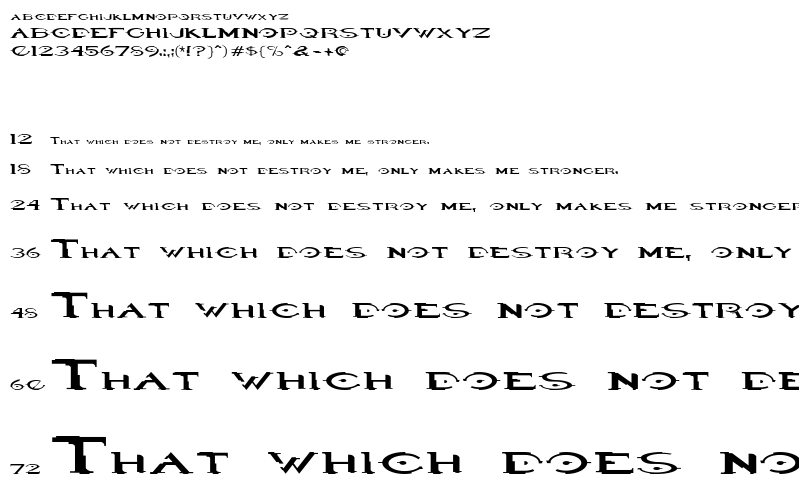 ABCDEFGHIJKLMNOPQRSTUVWXYZ
ABCDEFGHIJKLMNOPQRSTUVWXYZ
0123456789.:,;(*!?}^)#${%^&-+@
12 That which does not destroy me, only makes me stronger.
18 That which does not destroy me, only makes me stronger.
24 That which does not destroy me, only makes me stronger
36 That which does not destroy me, only
48 That which does not destroy
60 That which does not de
72 That which does no